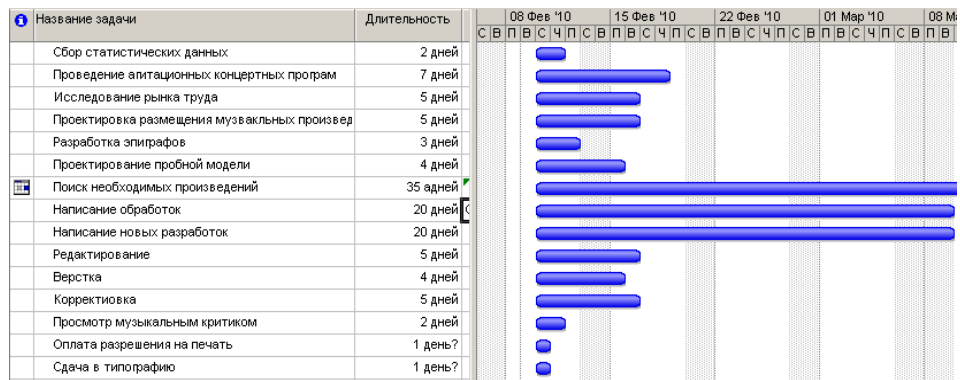 Название задачи Длительность 08 Фев '10 15 Фев '10 22 Фев '10 01 Мар '10 08 Ма
С В П В С Ч П С В П В С Ч П С В П В С Ч П С В П В С Ч П С В П В
Сбор статистических данных 2 дней
Проведение агитационных концертных програм 7 дней
Исследование рынка труда 5 дней
Проектировка размещения музвакльных произвед 5 дней
Разработка эпиграфов 3 дней
Проектирование пробной модели 4 дней
Поиск необходимых произведений 35 адней
Написание обработок 20 дней
Написание новых разработок 20 дней
Редактирование 5 дней
Верстка 4 дней
Корректиовка 5 дней
Просмотр музыкальным критиком 2 дней
Оплата разрешения на печать 1 день?
Сдача в типографию 1 день?